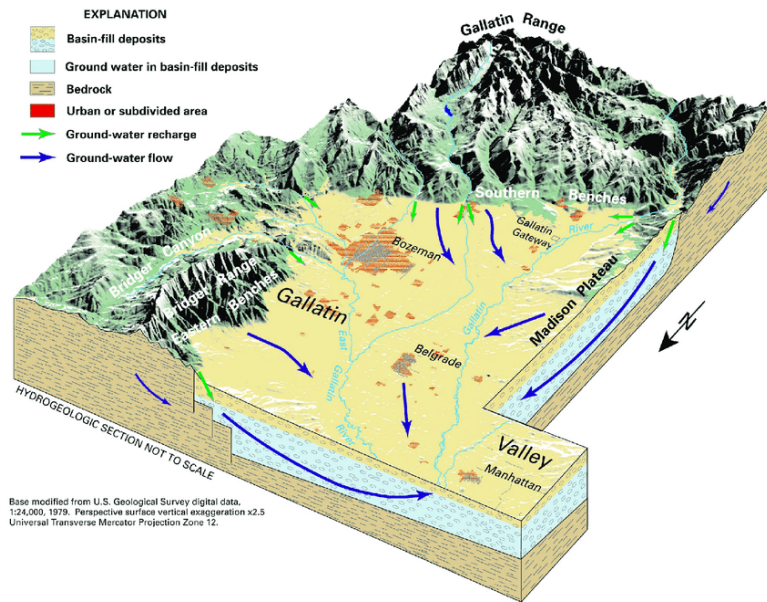 EXPLANATION
Basin-fill deposits
Ground water in basin-fill deposits
Bedrock
Urban or subdivided area
Ground-water recharge
Ground-water flow
Gallatin Range
Southern Benches
Gallatin
Gateway
River
Gallatin
Bozeman
Bridger Canyon
Bridger Range
Eastern Benches
Gallatin
East
Gallatin
River
Belgrade
Madison Plateau
N
Valley
Manhattan
HYDROGEOLOGIC SECTION NOT TO SCALE
Base modified from U.S. Geological Survey digital data,
1:24,000, 1979. Perspective surface vertical exaggeration x2.5
Universal Transverse Mercator Projection Zone 12.